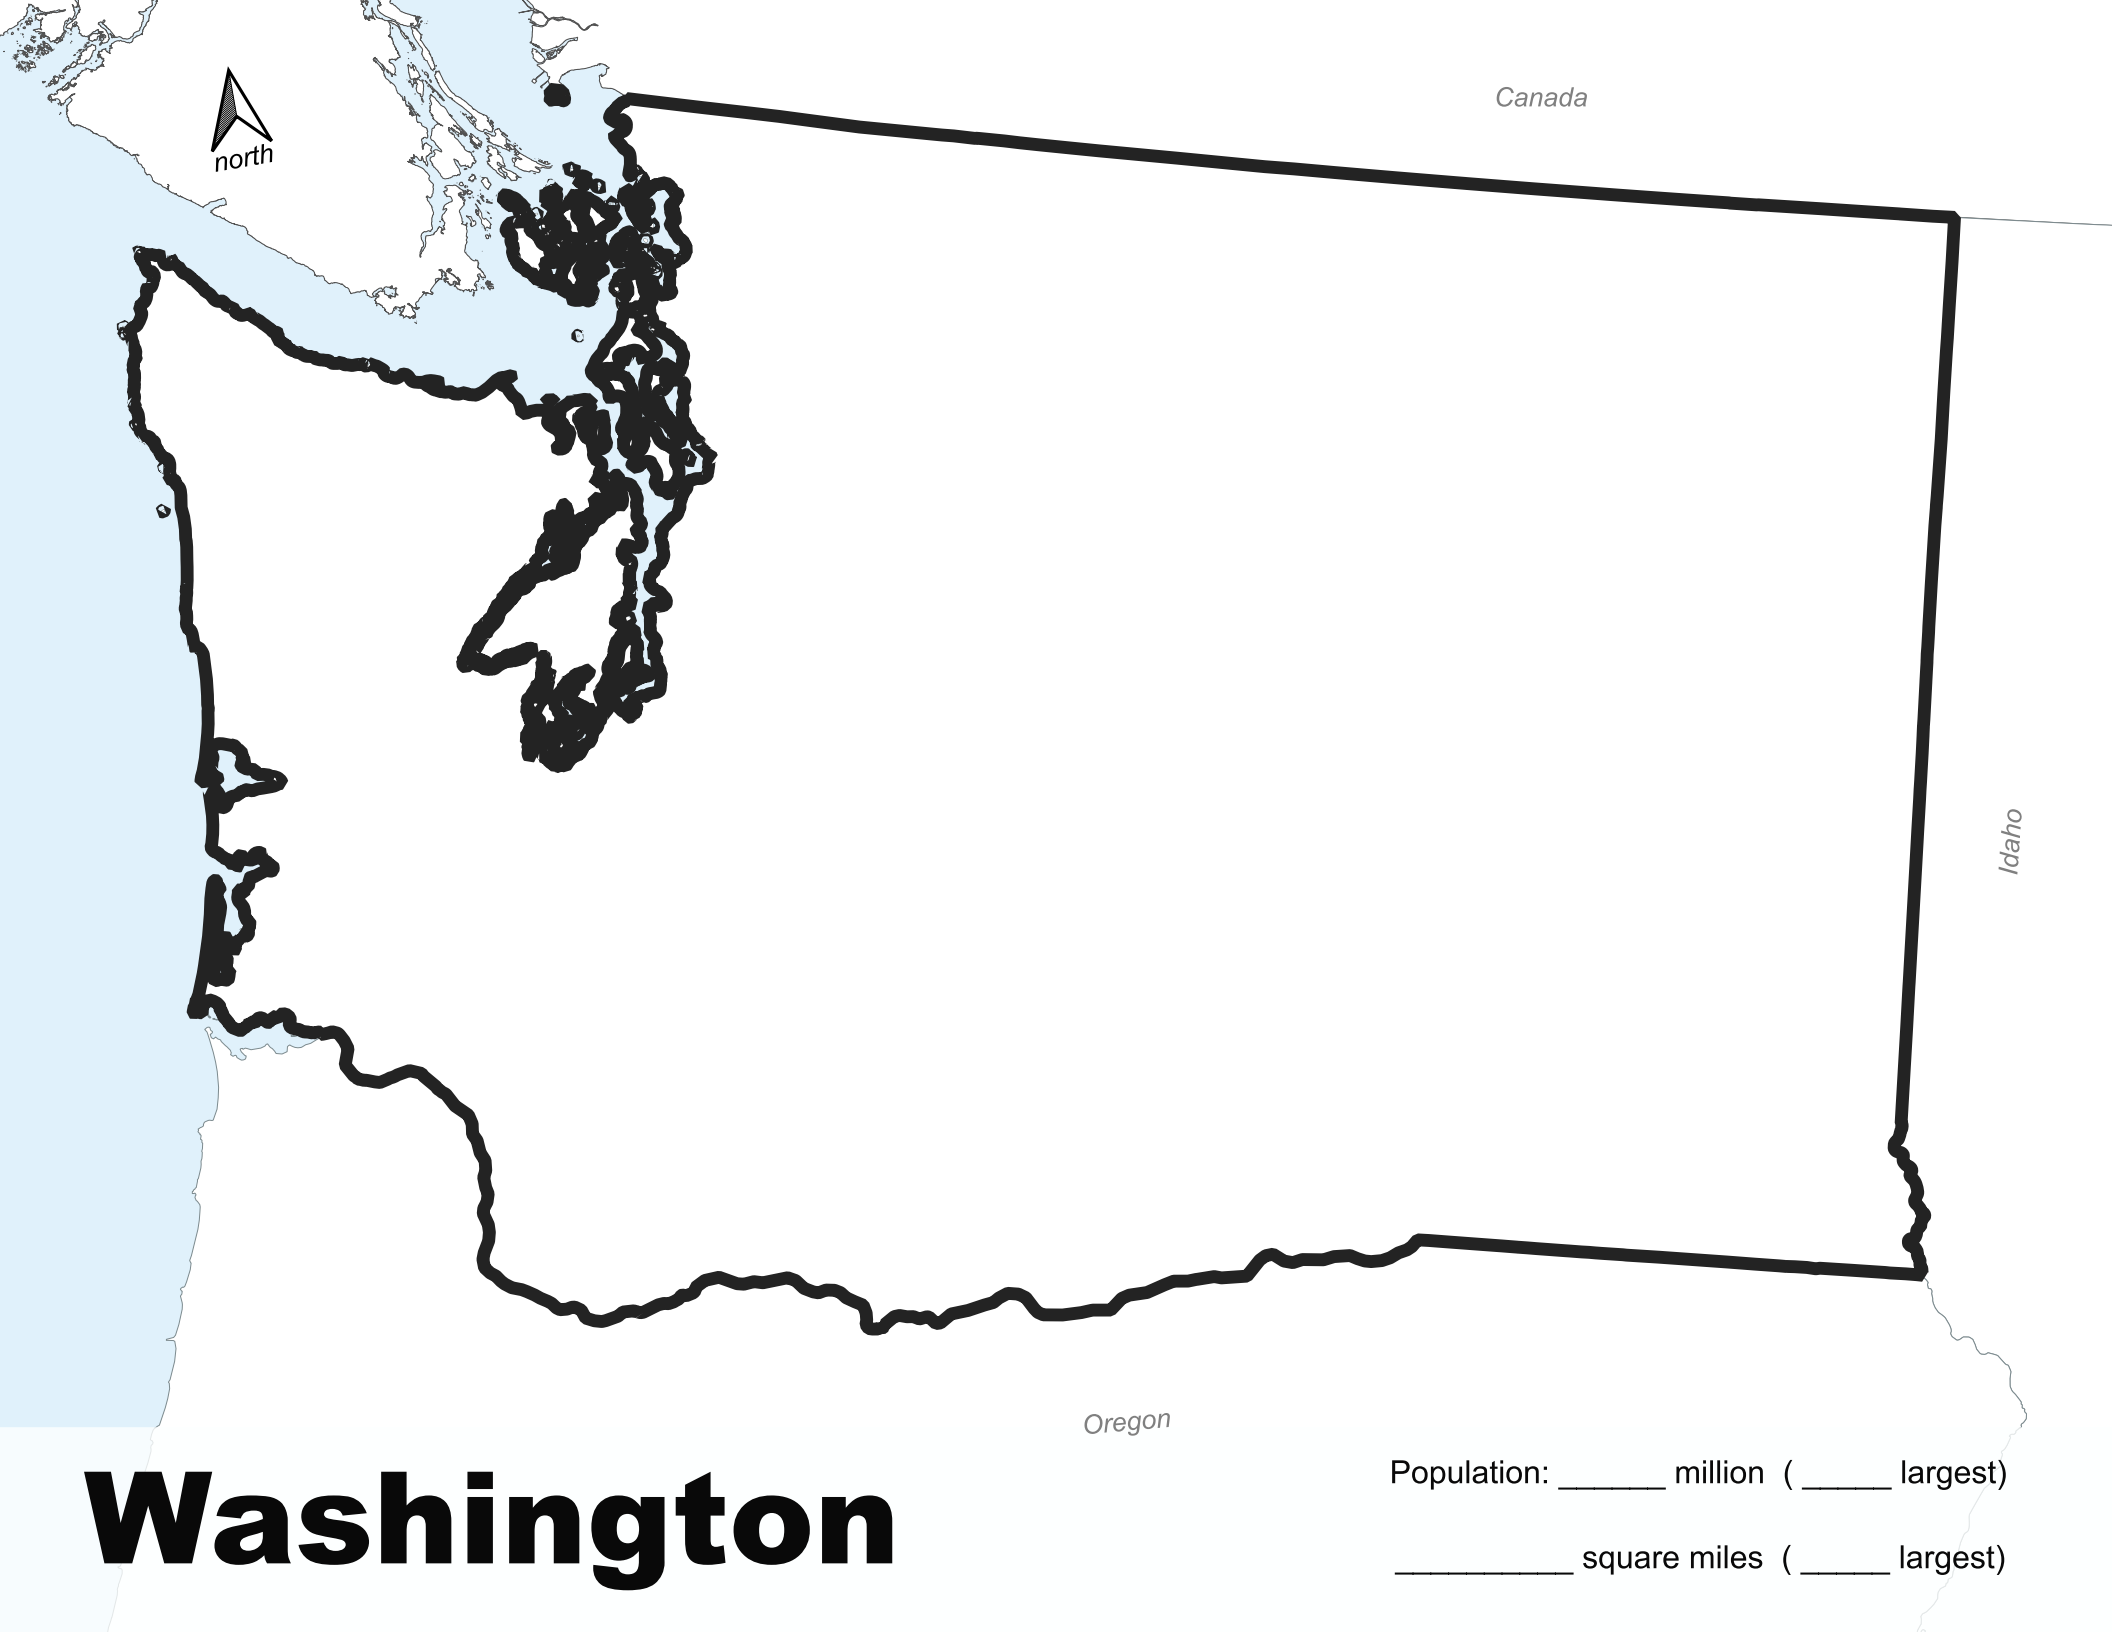 Canada
north
Idaho
Oregon
Population: ______ million ( _____ largest)
Washington
__________ square miles ( _____ largest)